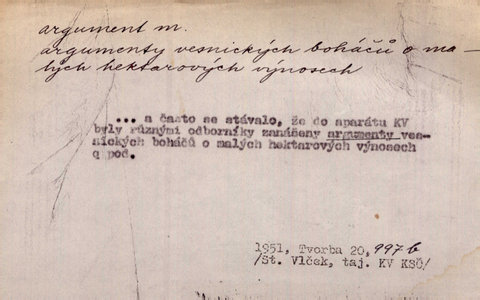 argument m.
argumenty vesnických boháčů o ma-
lých hektarových výnosech
... a často se stávalo, že do aparátu KV
byly různými odborníky zanášeny argumenty ves-
nických boháčů o malých hektarových výnosech
a pod.
1951, Tvorba 20, 997b
/St. Vlček, taj. KV KSČ/